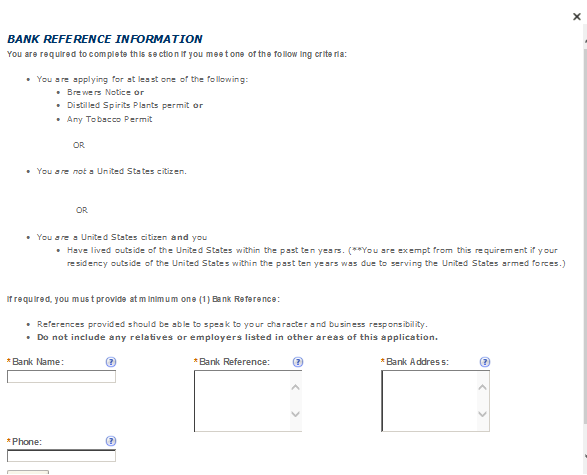 BANK REFERENCE INFORMATION
You are required to complete this section if you meet one of the following criteria:
• You are applying for at least one of the following:
• Brewers Notice or
• Distilled Spirits Plants permit or
• Any Tobacco Permit
OR
• You are not a United States citizen.
OR
• You are a United States citizen and you
• Have lived outside of the United States within the past ten years. (**You are exempt from this requirement if your
residency outside of the United States within the past ten years was due to serving the United States armed forces.)
If required, you must provide at minimum one (1) Bank Reference:
• References provided should be able to speak to your character and business responsibility.
• Do not include any relatives or employers listed in other areas of this application.
*Bank Name: ? *Bank Reference: ? *Bank Address: ?
*Phone: ?